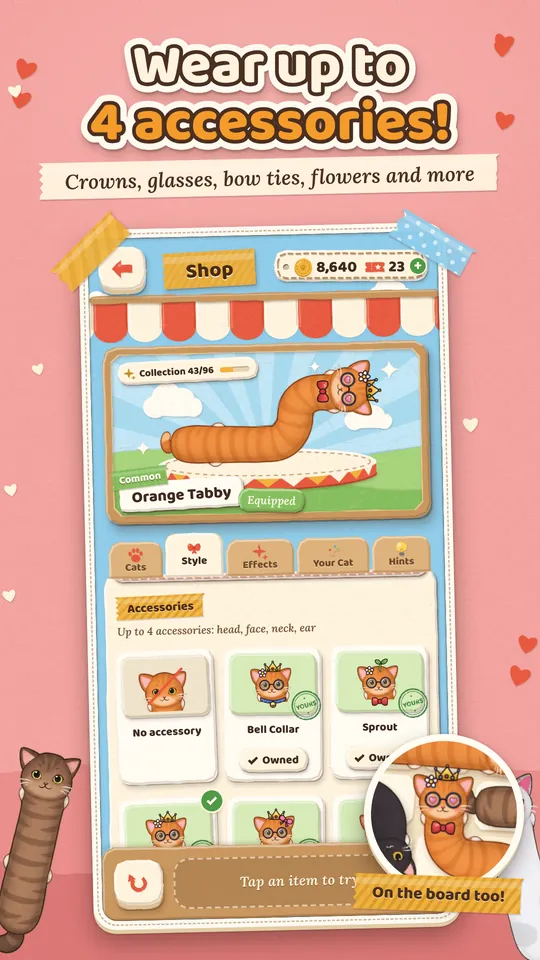 Wear up to
4 accessories!
Crowns, glasses, bow ties, flowers and more
Shop
8,640
23
Collection 43/96
Common
Orange Tabby
Equipped
Cats
Style
Effects
Your Cat
Hints
Accessories
Up to 4 accessories: head, face, neck, ear
No accessory
YOURS
Bell Collar
Owned
YOURS
Sprout
Tap an item to try
On the board too!